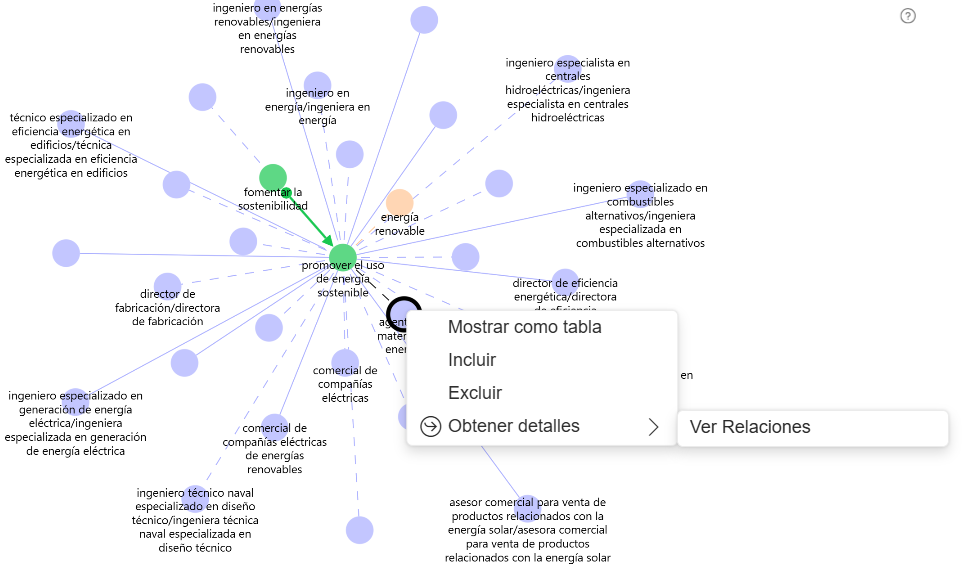 ingeniero en energías
renovables/ingeniera
en energías
renovables
?
ingeniero especialista en
centrales
hidroeléctricas/ingeniera
especialista en centrales
hidroeléctricas
ingeniero en
energía/ingeniera en
energía
técnico especializado en
eficiencia energética en
edificios/técnica
especializada en eficiencia
energética en edificios
fomentar la
sostenibilidad
energía
renovable
ingeniero especializado en
combustibles
alternativos/ingeniera
especializada en
combustibles alternativos
promover el uso
de energía
sostenible
director de
fabricación/directora
de fabricación
director de eficiencia
energética/directora
de eficiencia
Mostrar como tabla
Incluir
Excluir
Obtener detalles
Ver Relaciones
en
comercial de
compañías
eléctricas
ingeniero especializado en
generación de energía
eléctrica/ingeniera
especializada en generación
de energía eléctrica
comercial de
compañías eléctricas
de energías
renovables
ingeniero técnico naval
especializado en diseño
técnico/ingeniera técnica
naval especializada en
diseño técnico
asesor comercial para venta de
productos relacionados con la
energía solar/asesora comercial
para venta de productos
relacionados con la energía solar